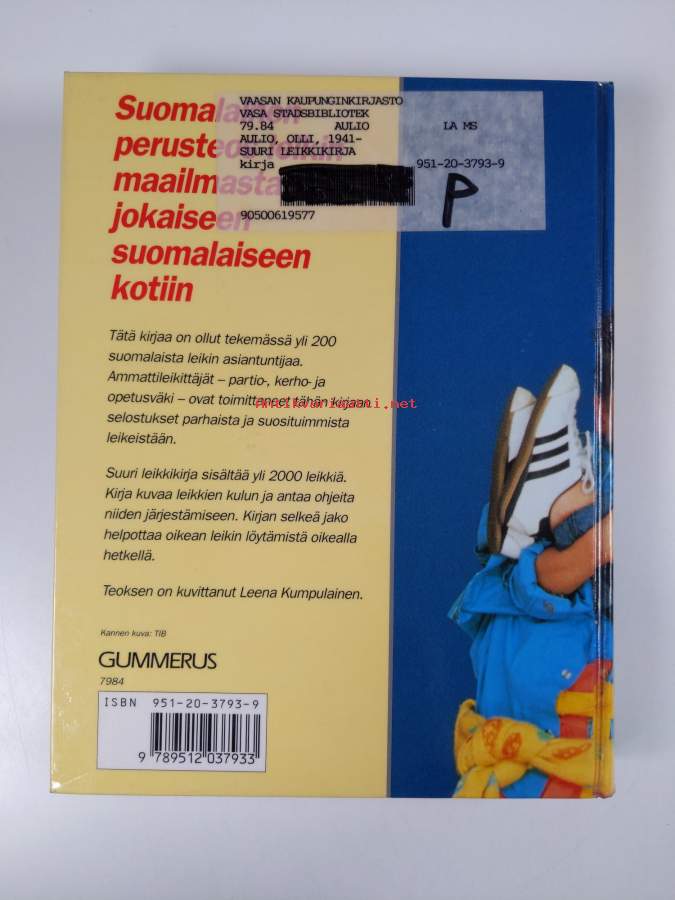 VAASAN KAUPUNGINKIRJASTO
VASA STADSBIBLIOTEK
79.84 AULIO LA MS
AULIO, OLLI, 1941-
SUURI LEIKKIKIRJA
kirja 951-20-3793-9
P
90500619577
Suomalainen
perusteos leikin
maailmasta
jokaiseen
suomalaiseen
kotiin
Tätä kirjaa on ollut tekemässä yli 200
suomalaista leikin asiantuntijaa.
Ammattileikittäjät – partio-, kerho- ja
opetusväki – ovat toimittaneet tähän kirjaan
selostukset parhaista ja suosituimmista
leikeistään.
Antikvariaatti.net
Suuri leikkikirja sisältää yli 2000 leikkiä.
Kirja kuvaa leikkien kulun ja antaa ohjeita
niiden järjestämiseen. Kirjan selkeä jako
helpottaa oikean leikin löytämistä oikealla
hetkellä.
Teoksen on kuvittanut Leena Kumpulainen.
Kannen kuva: TIB
GUMMERUS
7984
ISBN 951-20-3793-9
9 789512 037933